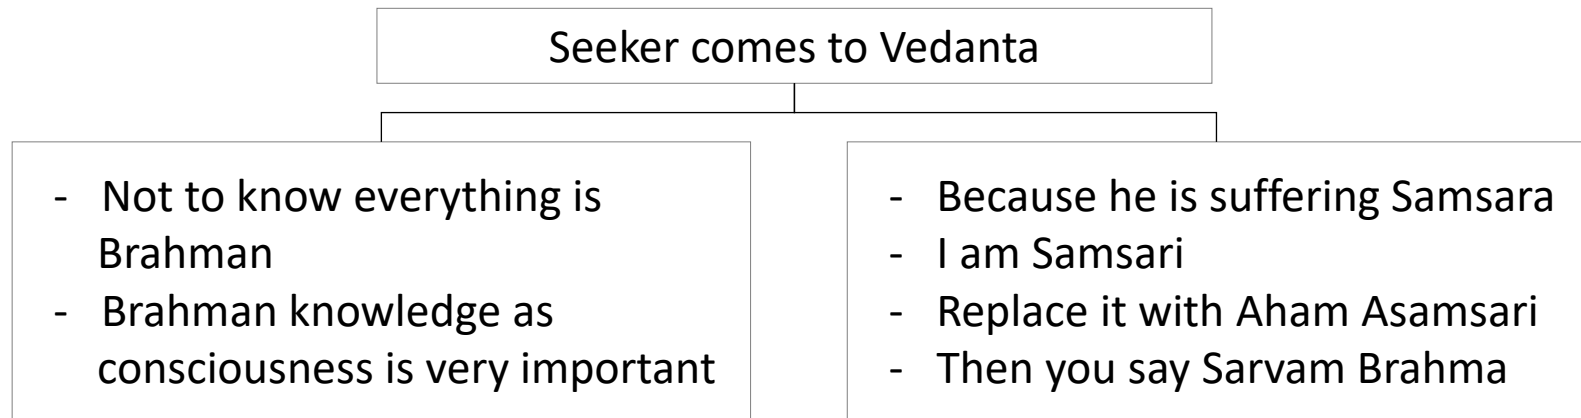 Seeker comes to Vedanta
- Not to know everything is
Brahman
- Brahman knowledge as
consciousness is very important
- Because he is suffering Samsara
- I am Samsari
- Replace it with Aham Asamsari
- Then you say Sarvam Brahma